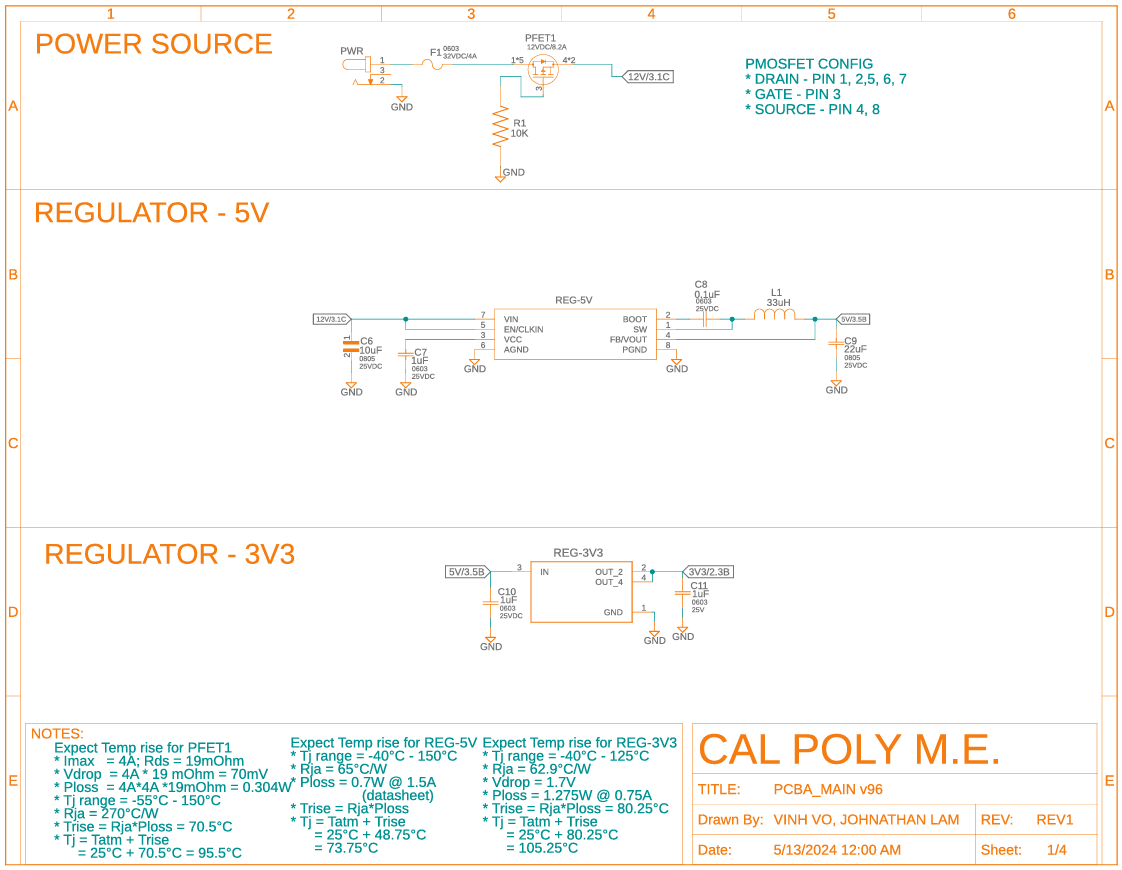 1 2 3 4 5 6
POWER SOURCE
PWR
1
3
2
GND
F1
0603
32VDC/4A
PFET1
12VDC/8.2A
1*5
4*2
3
12V/3.1C
R1
10K
GND
PMOSFET CONFIG
* DRAIN - PIN 1, 2,5, 6, 7
* GATE - PIN 3
* SOURCE - PIN 4, 8
A
A
REGULATOR - 5V
B
B
12V/3.1C
1
2
C6
10uF
0805
25VDC
GND
C7
1uF
0603
25VDC
GND
REG-5V
7 VIN
5 EN/CLKIN
3 VCC
6 AGND
GND
BOOT 2
SW 1
FB/VOUT 4
PGND 8
GND
C8
0.1uF
0603
25VDC
L1
33uH
5V/3.5B
C9
22uF
0805
25VDC
GND
C
C
REGULATOR - 3V3
5V/3.5B
C10
1uF
0603
25VDC
GND
REG-3V3
3 IN
OUT_2 2
OUT_4 4
GND 1
GND
3V3/2.3B
C11
1uF
0603
25V
GND
D
D
NOTES:
Expect Temp rise for PFET1
* Imax = 4A; Rds = 19mOhm
* Vdrop = 4A * 19 mOhm = 70mV
* Ploss = 4A*4A *19mOhm = 0.304W
* Tj range = -55°C - 150°C
* Rja = 270°C/W
* Trise = Rja*Ploss = 70.5°C
* Tj = Tatm + Trise
= 25°C + 70.5°C = 95.5°C
Expect Temp rise for REG-5V
* Tj range = -40°C - 150°C
* Rja = 65°C/W
* Ploss = 0.7W @ 1.5A
(datasheet)
* Trise = Rja*Ploss
* Tj = Tatm + Trise
= 25°C + 48.75°C
= 73.75°C
Expect Temp rise for REG-3V3
* Tj range = -40°C - 125°C
* Rja = 62.9°C/W
* Vdrop = 1.7V
* Ploss = 1.275W @ 0.75A
* Trise = Rja*Ploss = 80.25°C
* Tj = Tatm + Trise
= 25°C + 80.25°C
= 105.25°C
E
E
CAL POLY M.E.
TITLE: PCBA_MAIN v96
Drawn By: VINH VO, JOHNATHAN LAM
REV: REV1
Date: 5/13/2024 12:00 AM
Sheet: 1/4